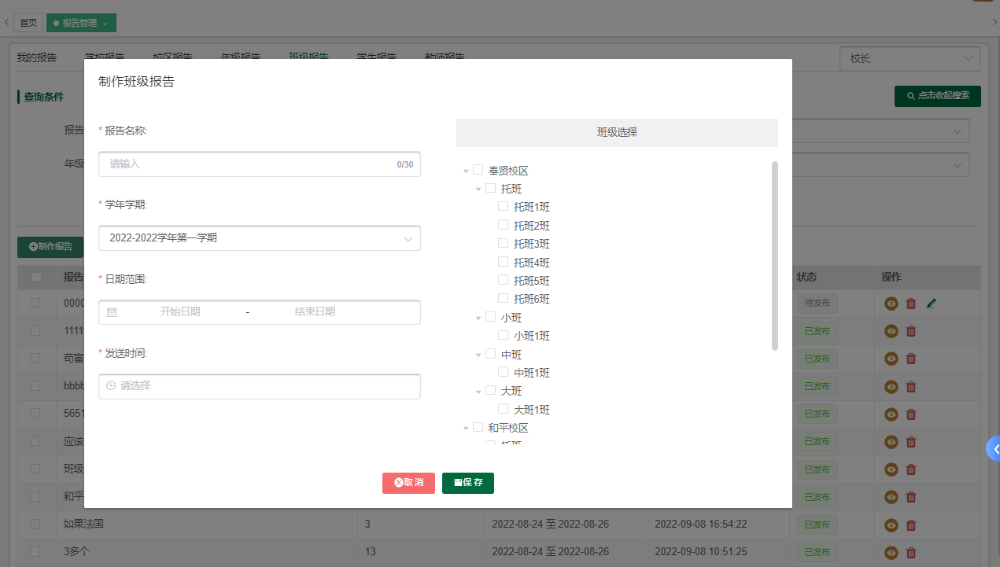 首页
报告管理 ×
我的报告 学校报告 校区报告 年级报告 班级报告 学生报告 教师报告
校长
查询条件
点击收起搜索
报告
年级
制作报告
制作班级报告
* 报告名称:
请输入 0/30
* 学年学期:
2022-2022学年第一学期
* 日期范围:
开始日期 - 结束日期
* 发送时间:
请选择
班级选择
奉贤校区
托班
托班1班
托班2班
托班3班
托班4班
托班5班
托班6班
小班
小班1班
中班
中班1班
大班
大班1班
和平校区
托班
取消 保存
报告 状态 操作
0000 待发布
1111 已发布
苟富 已发布
bbbb 已发布
5651 已发布
应该 已发布
班级 已发布
和平 已发布
如果法国 3 2022-08-24 至 2022-08-26 2022-09-08 16:54:22 已发布
3多个 13 2022-08-24 至 2022-08-26 2022-09-08 10:51:25 已发布